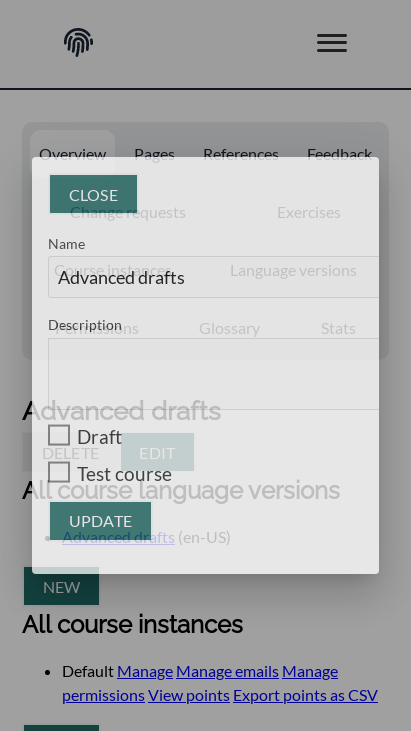 Overview Pages References Feedback
CLOSE
Change requests Exercises
Name
Course instances Language versions
Advanced drafts
Description
Permissions Glossary Stats
Advanced drafts
Draft
DELETE EDIT
Test course
All course language versions
UPDATE
Advanced drafts (en-US)
NEW
All course instances
Default Manage Manage emails Manage
permissions View points Export points as CSV